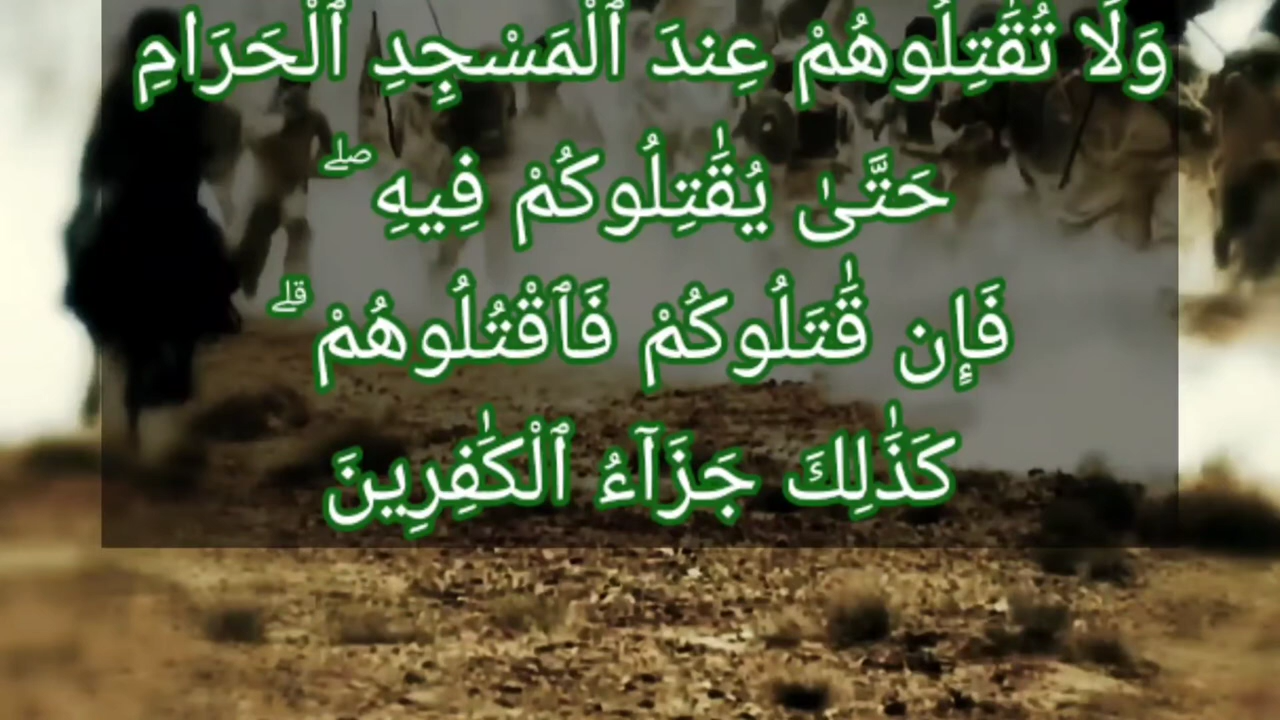 وَلَا تُقَٰتِلُوهُمْ عِندَ ٱلْمَسْجِدِ ٱلْحَرَامِ
حَتَّىٰ يُقَٰتِلُوكُمْ فِيهِ ۖ
فَإِن قَٰتَلُوكُمْ فَٱقْتُلُوهُمْ ۗ
كَذَٰلِكَ جَزَآءُ ٱلْكَٰفِرِينَ